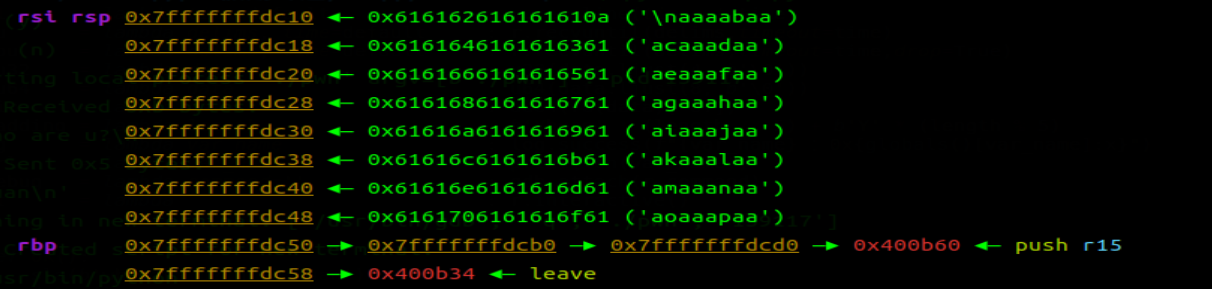 rsi rsp 0x7fffffffdc10 ◂— 0x616162616161610a ('\naaaabaa')
0x7fffffffdc18 ◂— 0x6161646161616361 ('acaaadaa')
0x7fffffffdc20 ◂— 0x6161666161616561 ('aeaaafaa')
0x7fffffffdc28 ◂— 0x6161686161616761 ('agaaahaa')
0x7fffffffdc30 ◂— 0x61616a6161616961 ('aiaaajaa')
0x7fffffffdc38 ◂— 0x61616c6161616b61 ('akaaalaa')
0x7fffffffdc40 ◂— 0x61616e6161616d61 ('amaaanaa')
0x7fffffffdc48 ◂— 0x6161706161616f61 ('aoaaapaa')
rbp 0x7fffffffdc50 —▸ 0x7fffffffdcb0 —▸ 0x7fffffffdcd0 —▸ 0x400b60 ◂— push r15
0x7fffffffdc58 —▸ 0x400b34 ◂— leave